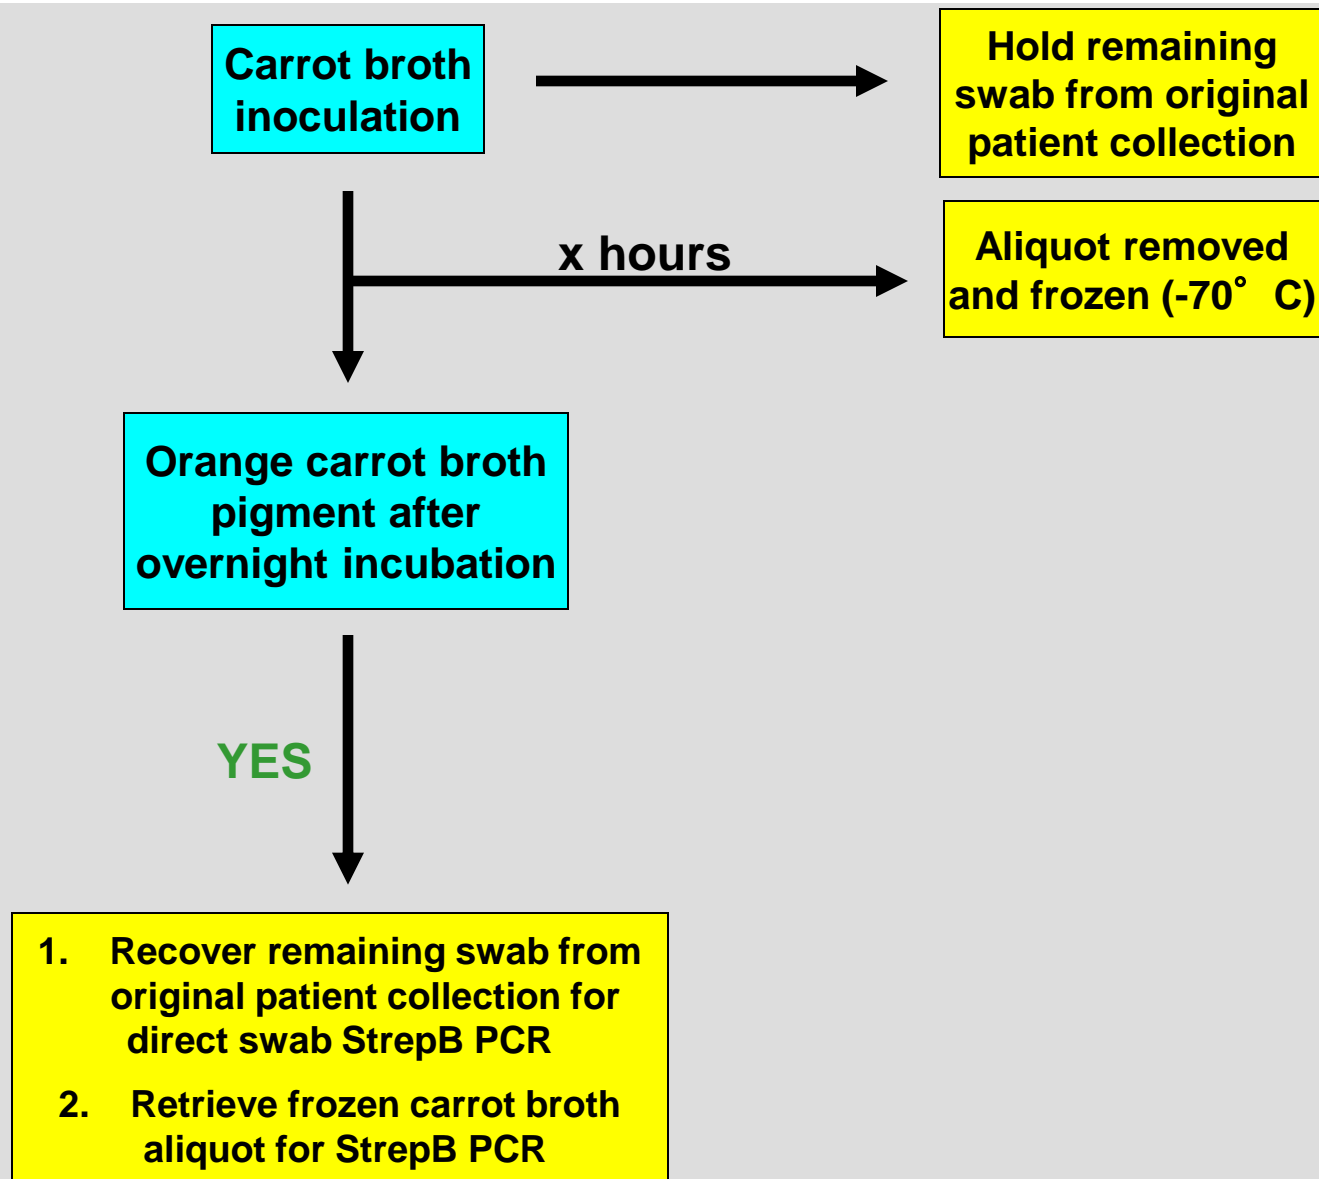 Carrot broth
inoculation
Hold remaining
swab from original
patient collection
x hours
Aliquot removed
and frozen (-70° C)
Orange carrot broth
pigment after
overnight incubation
YES
1. Recover remaining swab from
original patient collection for
direct swab StrepB PCR
2. Retrieve frozen carrot broth
aliquot for StrepB PCR